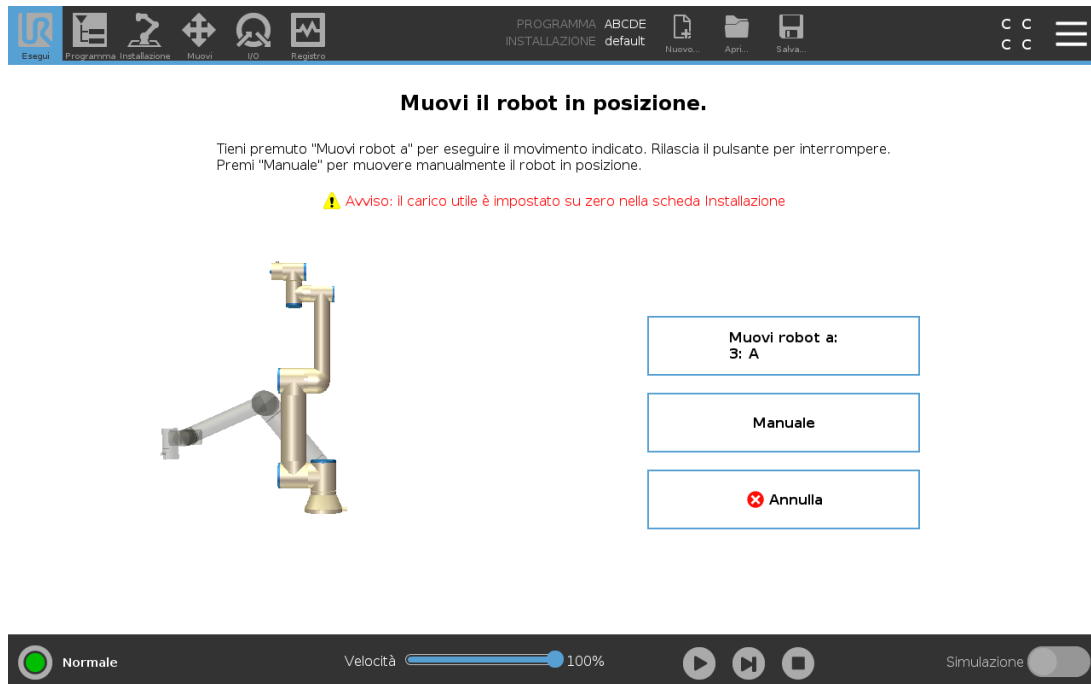 PROGRAMMA ABCDE
INSTALLAZIONE default
C C
C C
Esegui Programma Installazione Muovi I/O Registro Nuovo... Apri... Salva...
Muovi il robot in posizione.
Tieni premuto "Muovi robot a" per eseguire il movimento indicato. Rilascia il pulsante per interrompere.
Premi "Manuale" per muovere manualmente il robot in posizione.
Avviso: il carico utile è impostato su zero nella scheda Installazione
Muovi robot a:
3: A
Manuale
Annulla
Normale Velocità 100% Simulazione